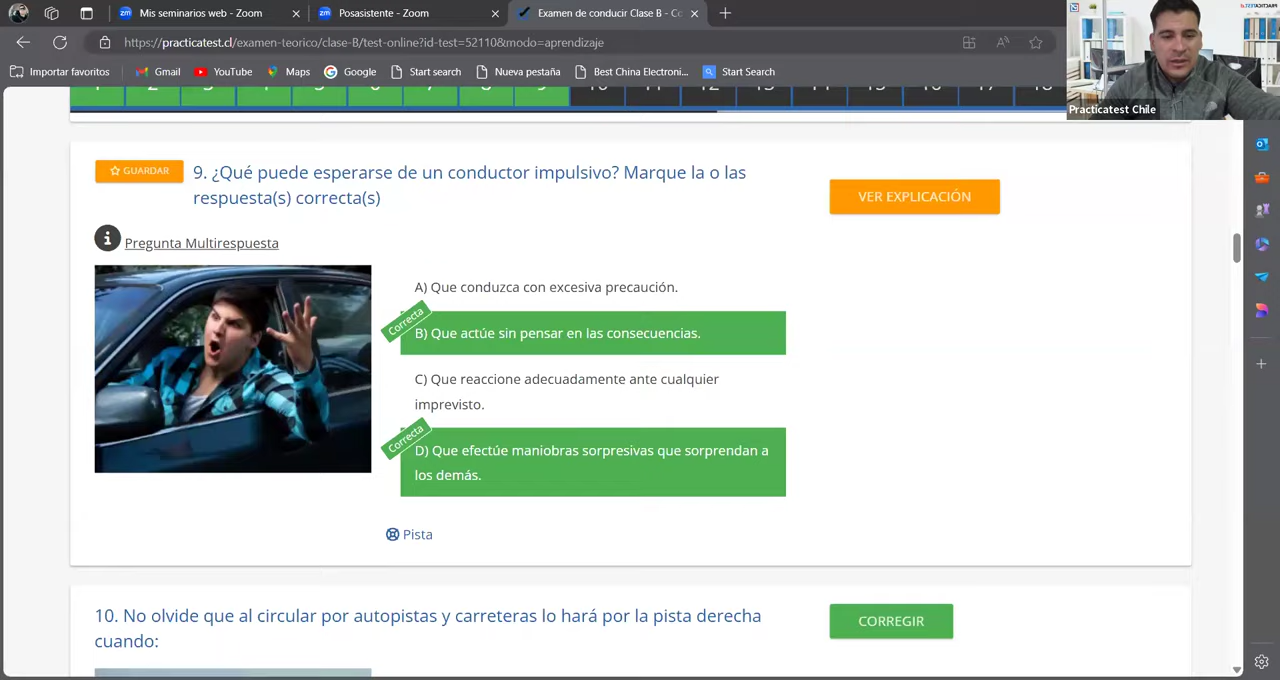 Mis seminarios web - Zoom
Posasistente - Zoom
Examen de conducir Clase B - Co
https://practicatest.cl/examen-teorico/clase-B/test-online?id-test=52110&modo=aprendizaje
Importar favoritos
Gmail
YouTube
Maps
Google
Start search
Nueva pestaña
Best China Electroni...
Start Search
Practicatest Chile
GUARDAR
9. ¿Qué puede esperarse de un conductor impulsivo? Marque la o las
respuesta(s) correcta(s)
VER EXPLICACIÓN
Pregunta Multirespuesta
A) Que conduzca con excesiva precaución.
Correcta
B) Que actúe sin pensar en las consecuencias.
C) Que reaccione adecuadamente ante cualquier
imprevisto.
Correcta
D) Que efectúe maniobras sorpresivas que sorprendan a
los demás.
Pista
10. No olvide que al circular por autopistas y carreteras lo hará por la pista derecha
cuando:
CORREGIR